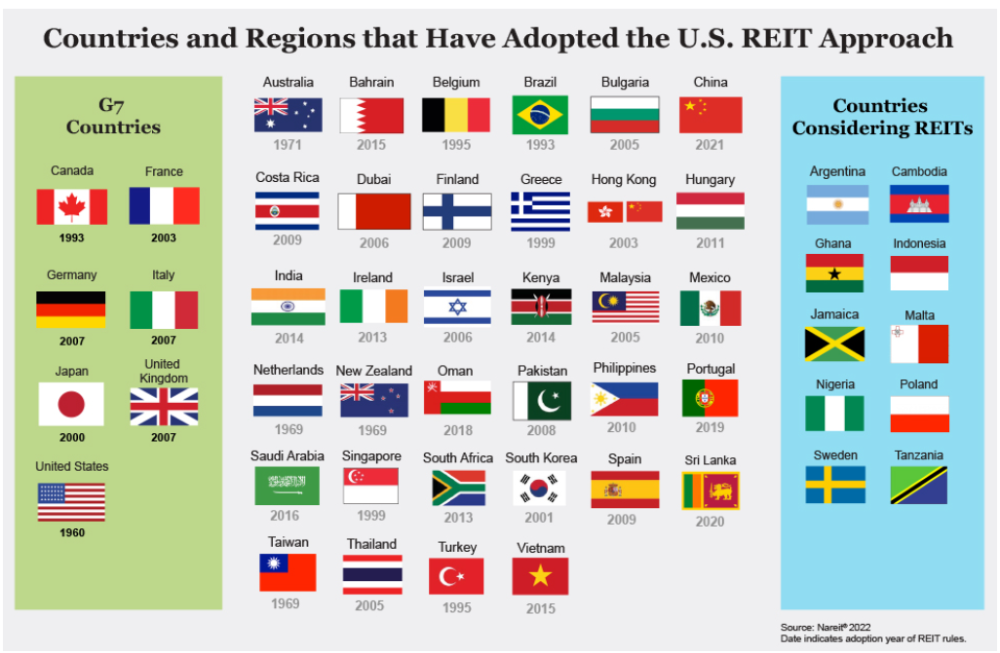 Countries and Regions that Have Adopted the U.S. REIT Approach
G7
Countries
Canada France
1993 2003
Germany Italy
2007 2007
Japan United
Kingdom
2000 2007
United States
1960
Australia Bahrain Belgium Brazil Bulgaria China
1971 2015 1995 1993 2005 2021
Costa Rica Dubai Finland Greece Hong Kong Hungary
2009 2006 2009 1999 2003 2011
India Ireland Israel Kenya Malaysia Mexico
2014 2013 2006 2014 2005 2010
Netherlands New Zealand Oman Pakistan Philippines Portugal
1969 1969 2018 2008 2010 2019
Saudi Arabia Singapore South Africa South Korea Spain Sri Lanka
2016 1999 2013 2001 2009 2020
Taiwan Thailand Turkey Vietnam
1969 2005 1995 2015
Countries
Considering REITs
Argentina Cambodia
Ghana Indonesia
Jamaica Malta
Nigeria Poland
Sweden Tanzania
Source: Nareit® 2022
Date indicates adoption year of REIT rules.